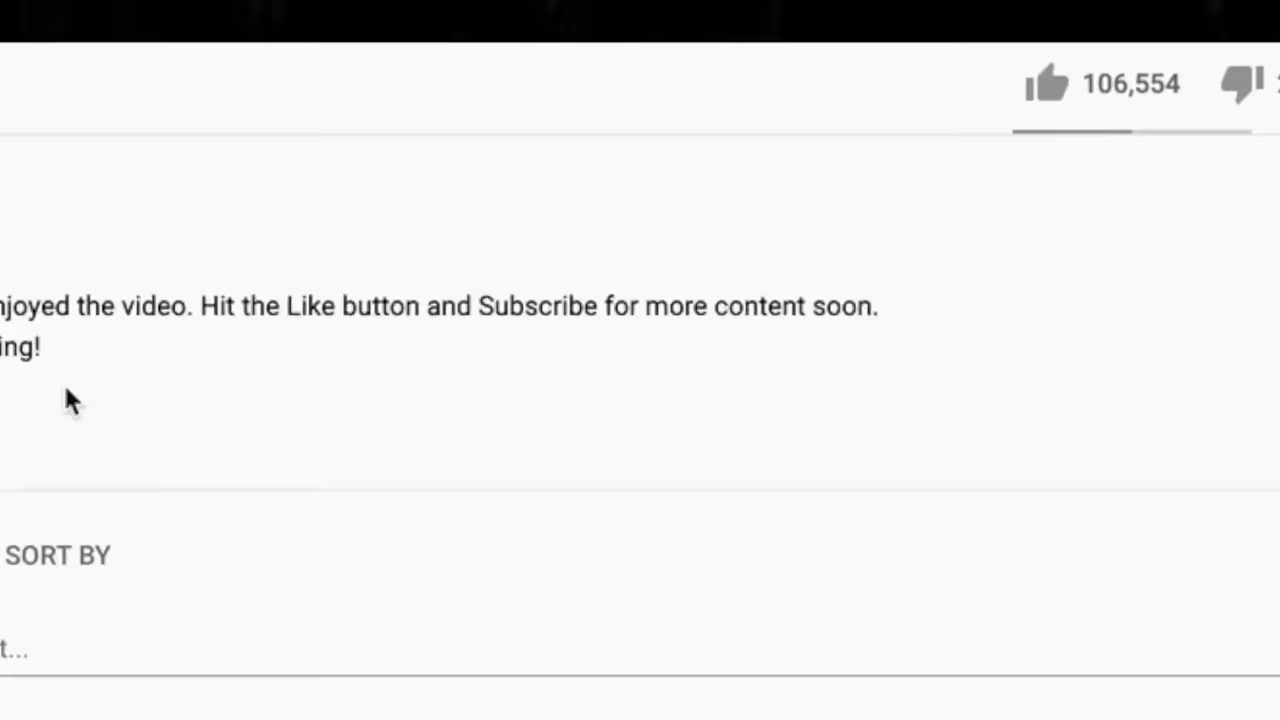 106,554
njoyed the video. Hit the Like button and Subscribe for more content soon.
ing!
SORT BY
t...